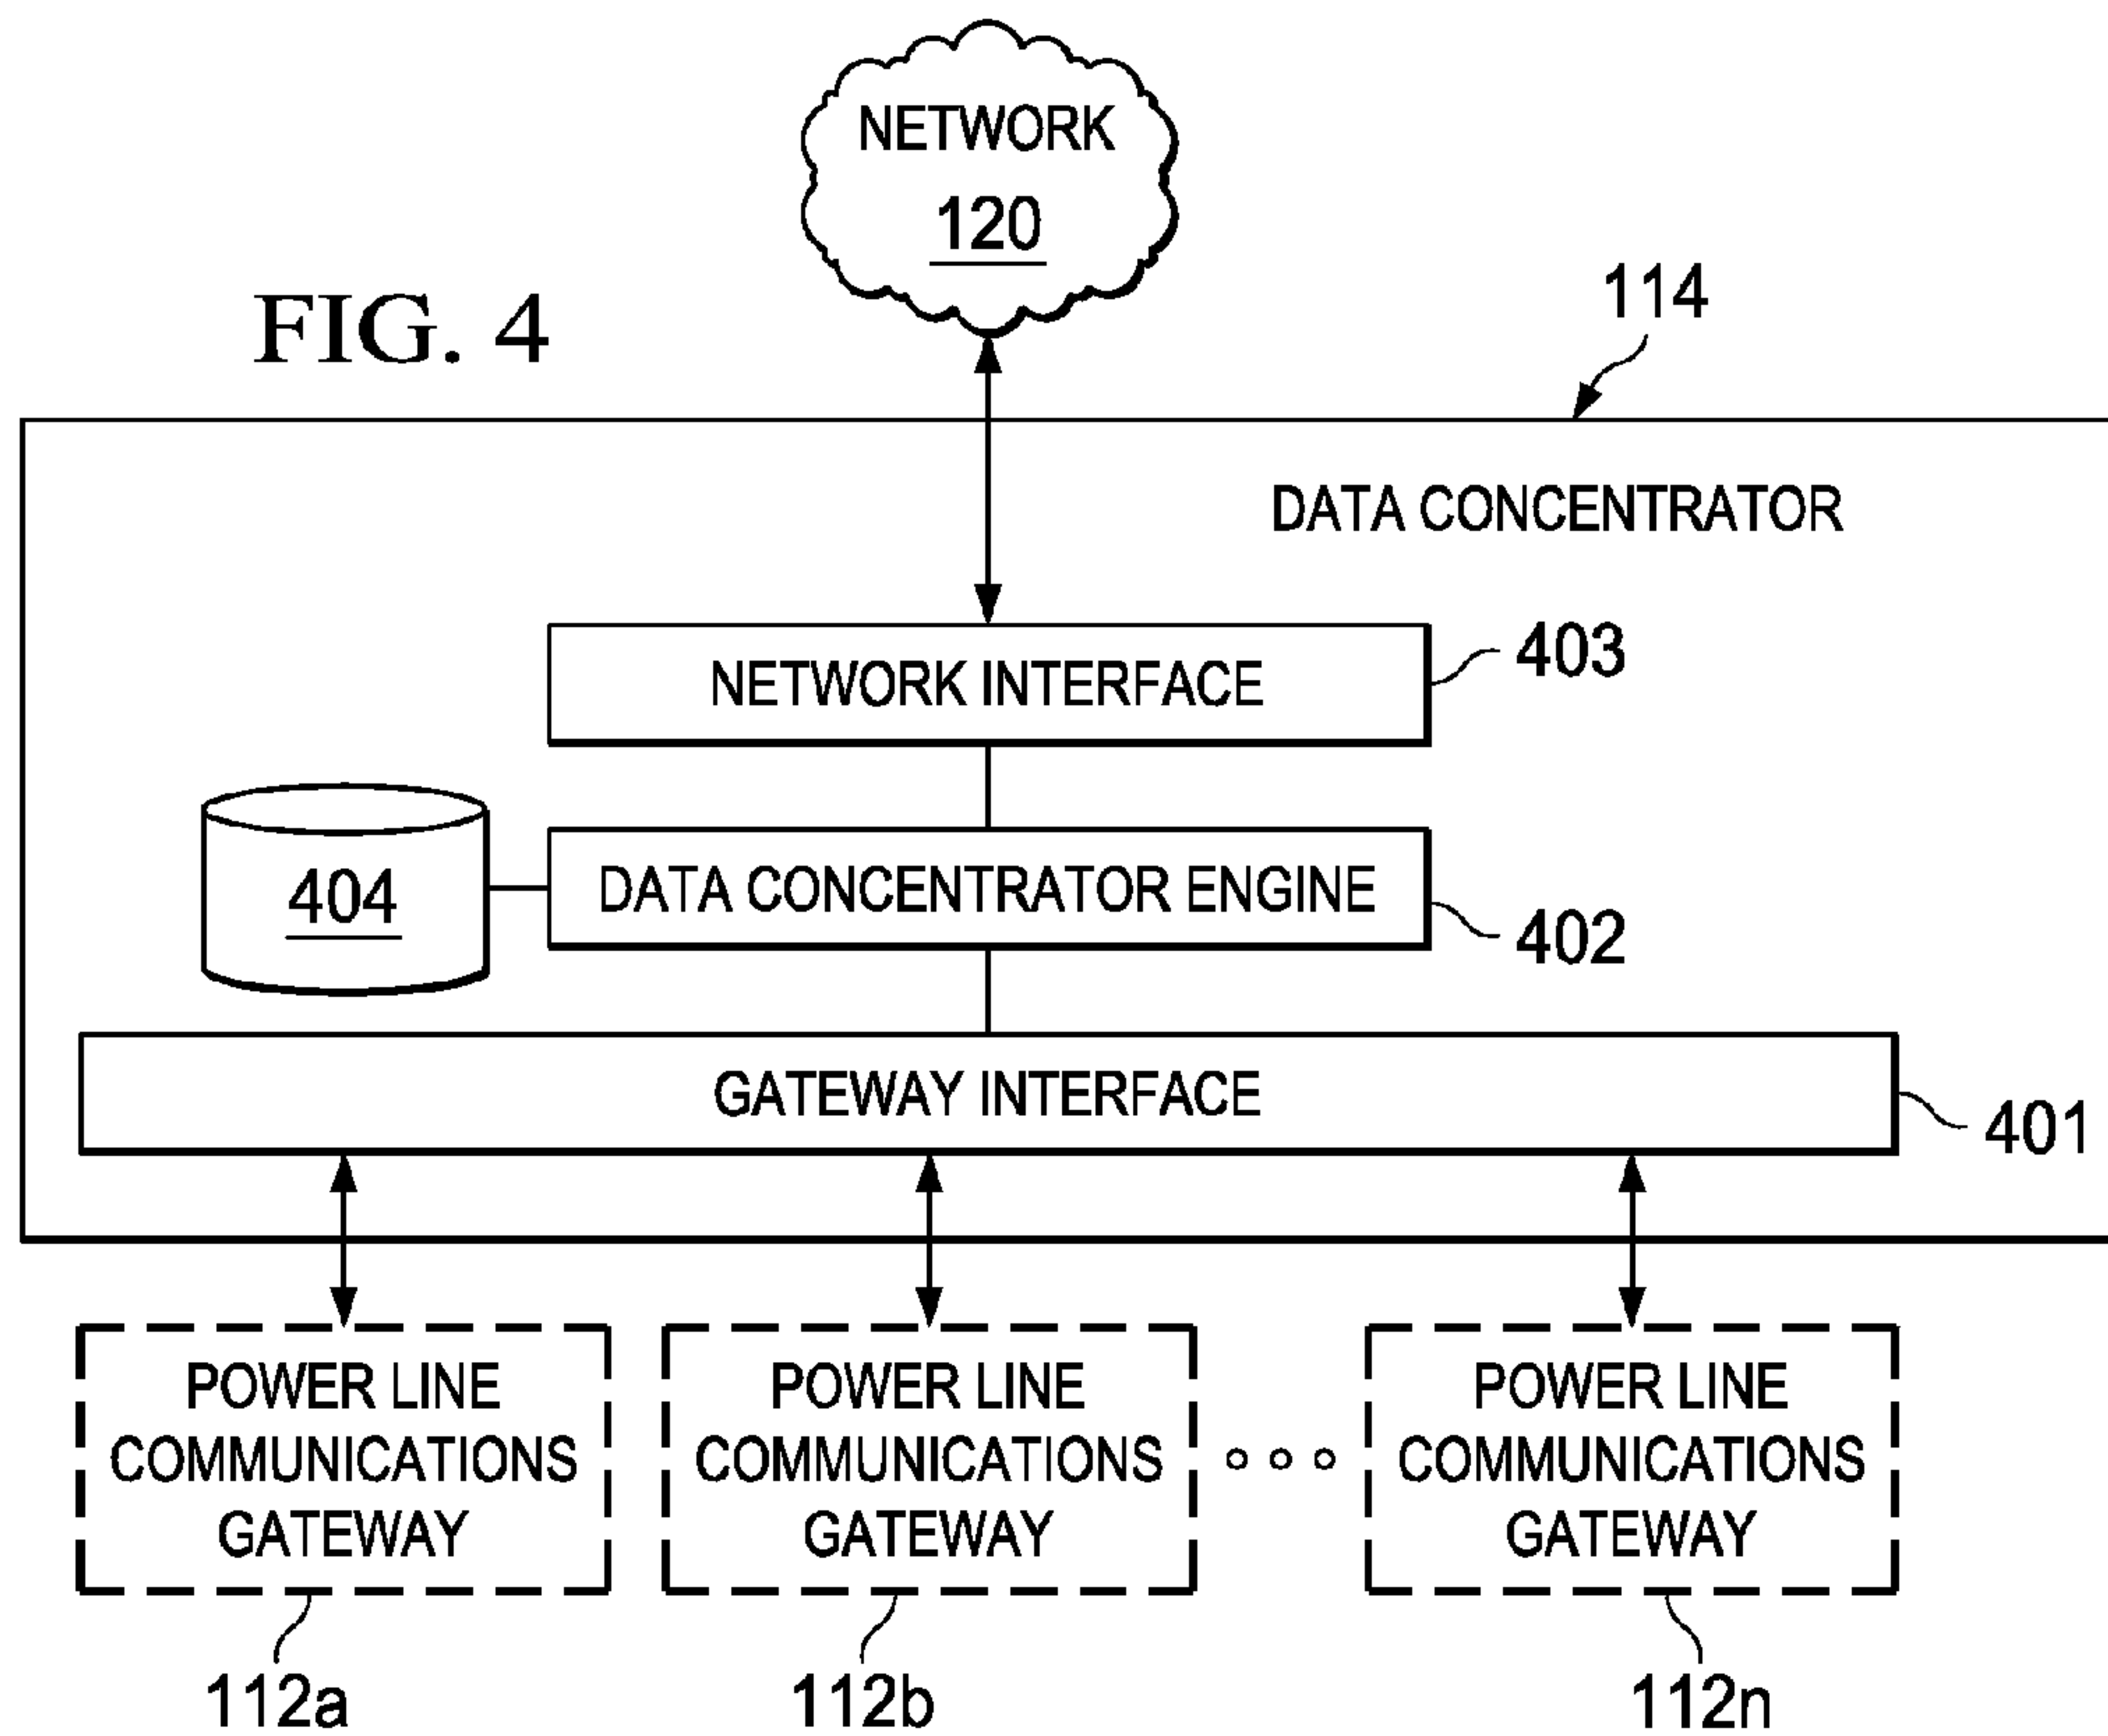 NETWORK
120
FIG. 4
114
DATA CONCENTRATOR
NETWORK INTERFACE
403
404
DATA CONCENTRATOR ENGINE
402
GATEWAY INTERFACE
401
POWER LINE
COMMUNICATIONS
GATEWAY
POWER LINE
COMMUNICATIONS
GATEWAY
POWER LINE
COMMUNICATIONS
GATEWAY
112a
112b
112n